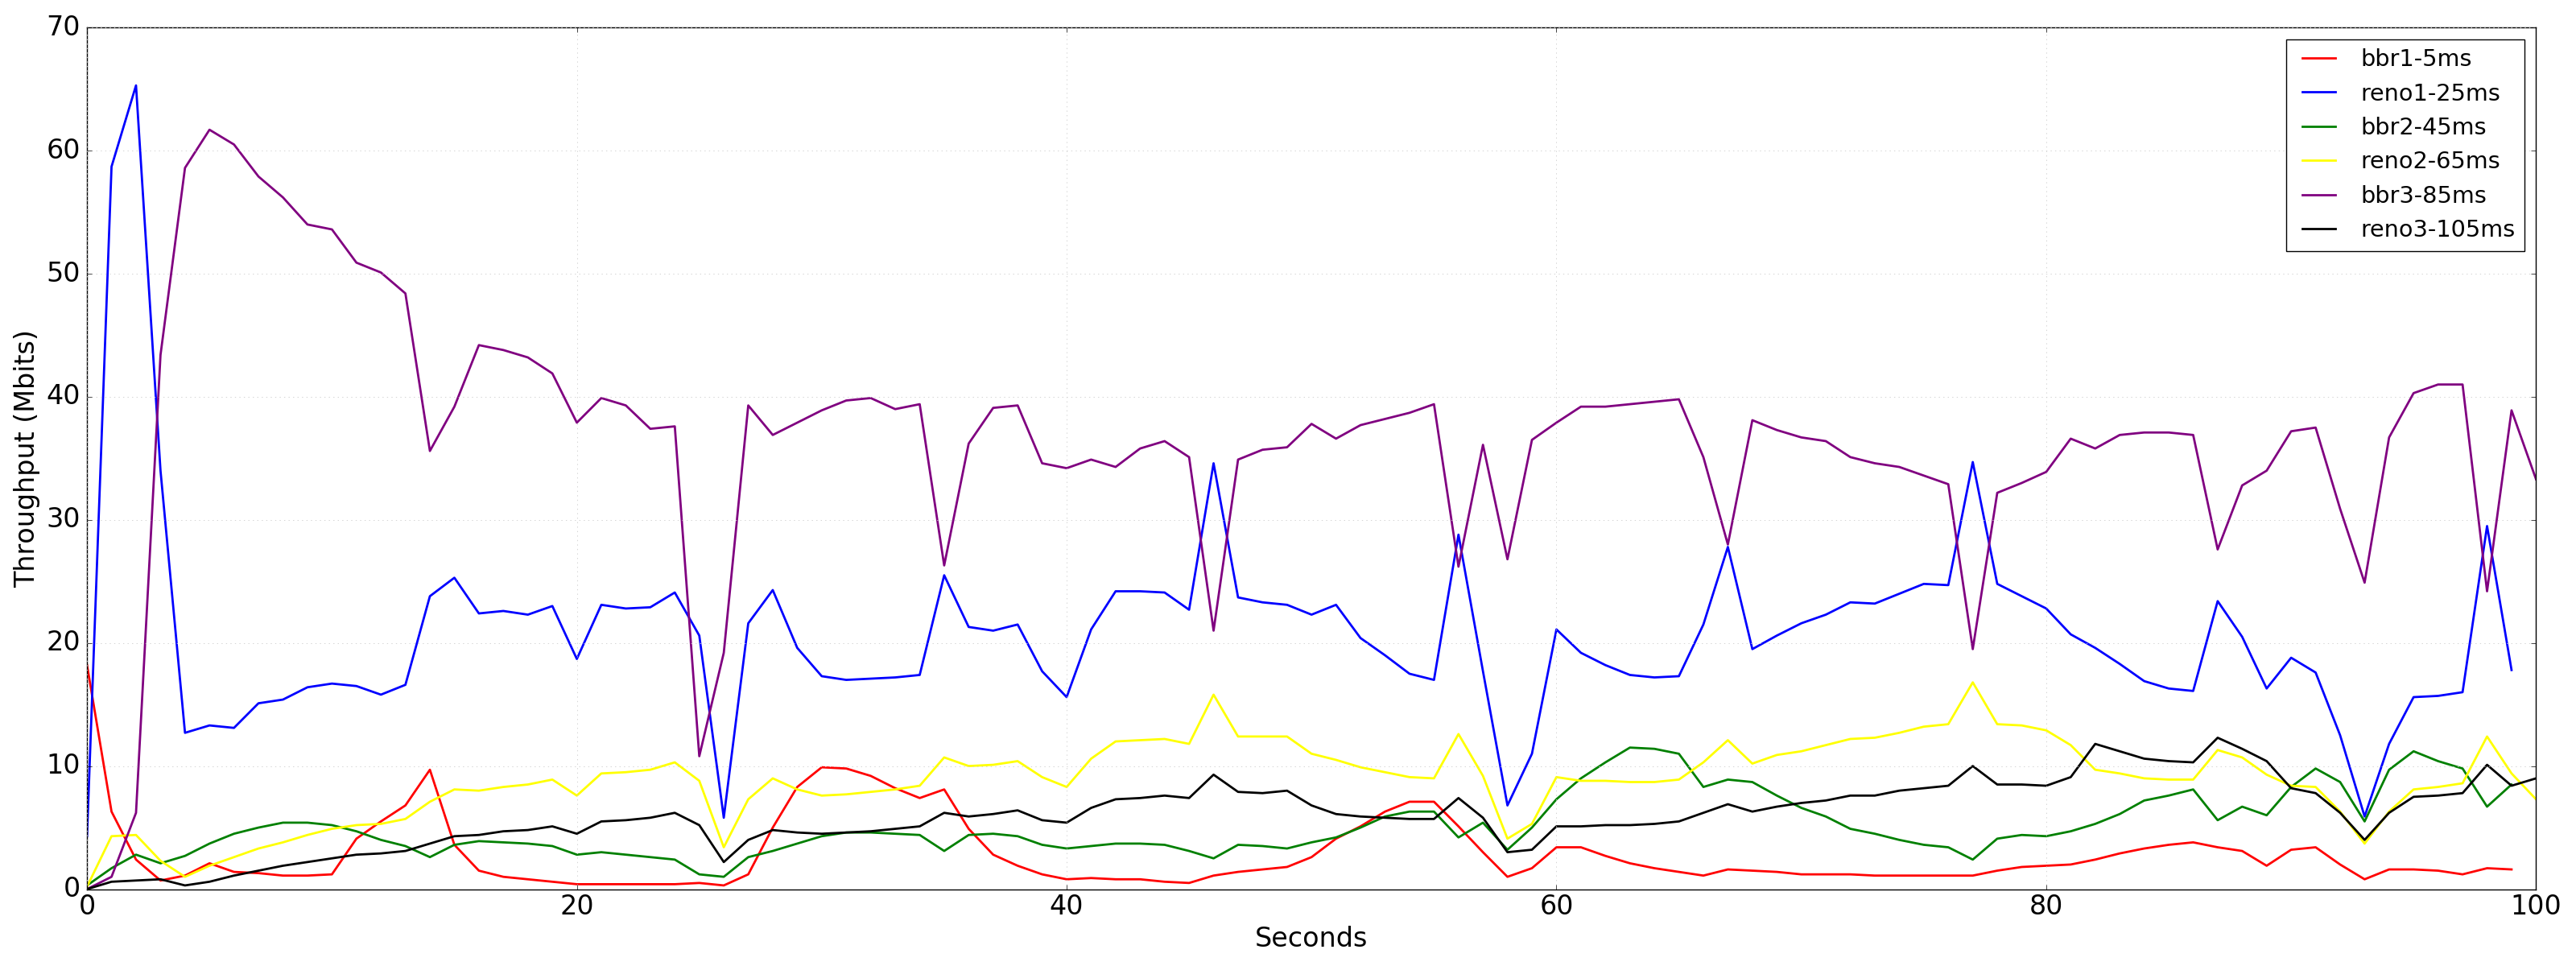 70
60
50
40
30
20
10
0
Throughput (Mbits)
bbr1-5ms
reno1-25ms
bbr2-45ms
reno2-65ms
bbr3-85ms
reno3-105ms
0 20 40 60 80 100
Seconds